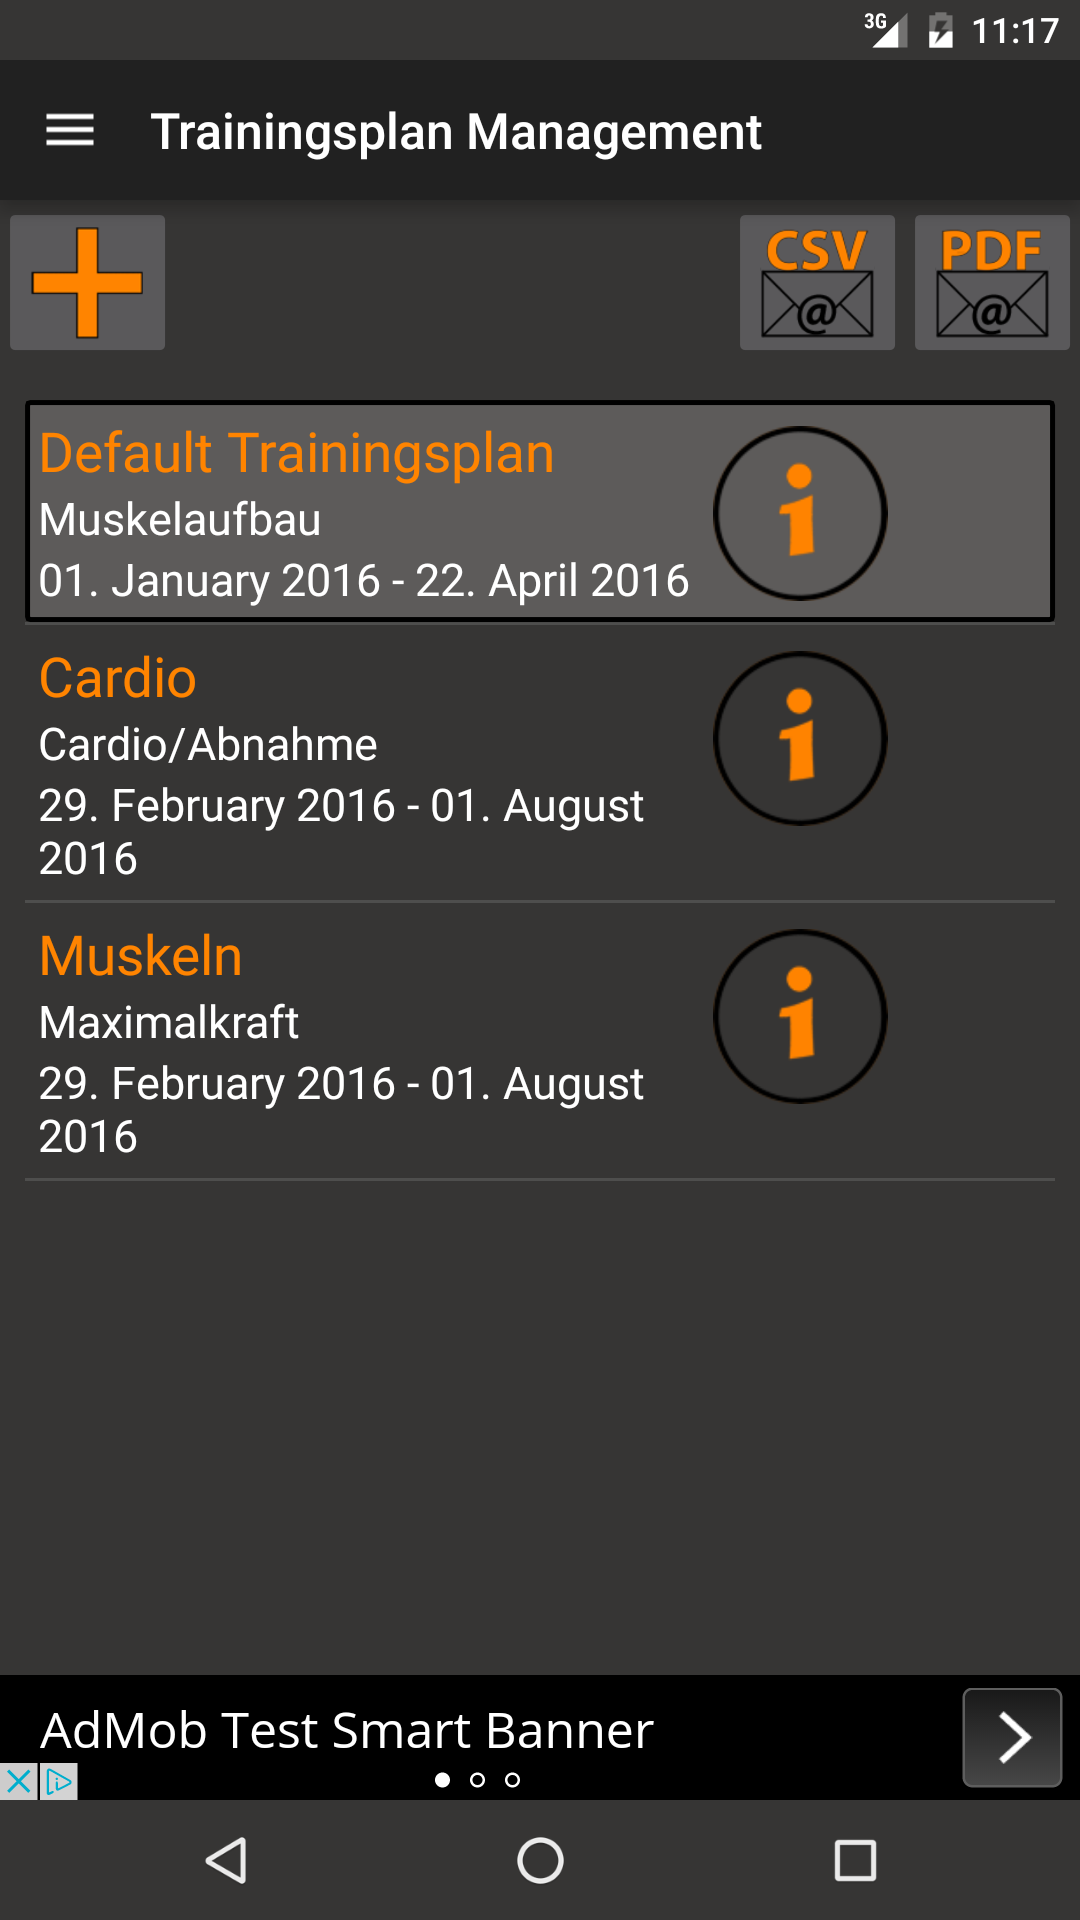 3G 11:17
Trainingsplan Management
CSV PDF
@ @
Default Trainingsplan
Muskelaufbau
01. January 2016 - 22. April 2016
Cardio
Cardio/Abnahme
29. February 2016 - 01. August
2016
Muskeln
Maximalkraft
29. February 2016 - 01. August
2016
AdMob Test Smart Banner